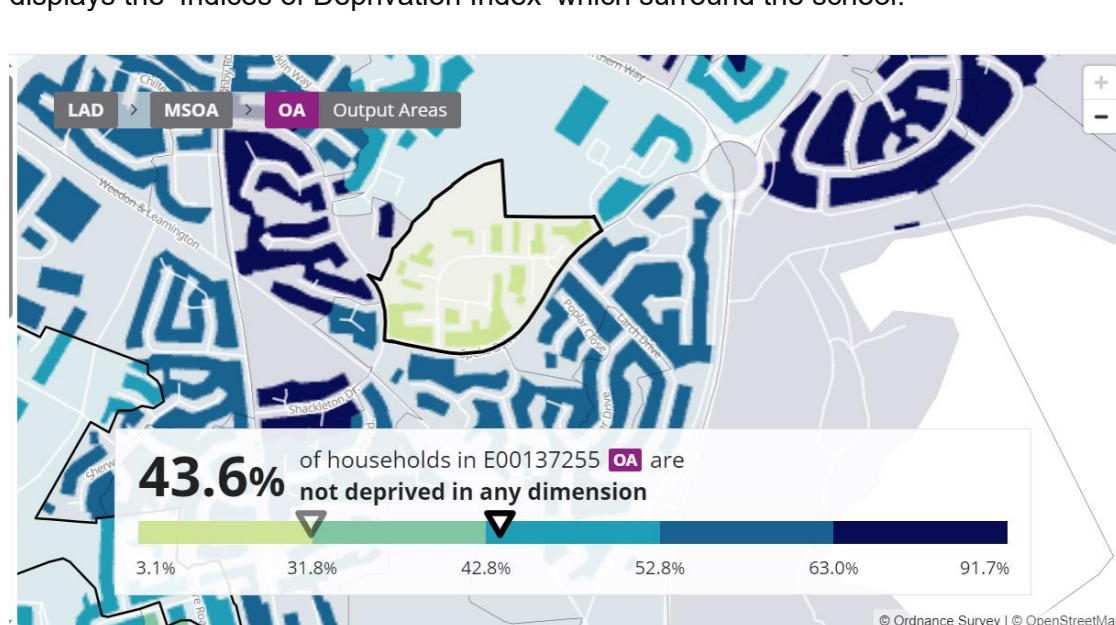 displays the 'Indices of Deprivation Index' which surround the school.
LAD > MSOA > OA Output Areas
+
−
Weedon & Leamington
Poplar Close
Larch Drive
Shackleton Dr.
43.6% of households in E00137255 OA are
not deprived in any dimension
3.1% 31.8% 42.8% 52.8% 63.0% 91.7%
© Ordnance Survey | © OpenStreetMa